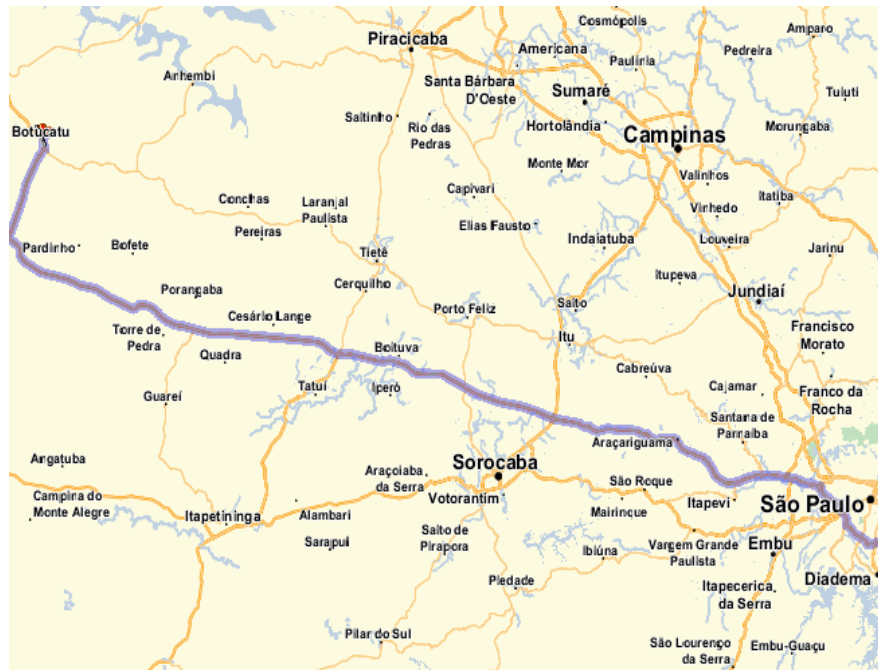 Cosmópolis
Amparo
Piracicaba
Americana
Pedreira
Paulínia
Anhembi
Santa Bárbara
D'Oeste
Sumaré
Tuiuti
Saltinho
Rio das
Pedras
Hortolândia
Morungaba
Botucatu
Campinas
Monte Mor
Valinhos
Capivari
Itatiba
Conchas
Laranjal
Paulista
Vinhedo
Pereiras
Elias Fausto
Indaiatuba
Louveira
Jarinu
Pardinho
Bofete
Tietê
Itupeva
Cerquilho
Jundiaí
Porangaba
Porto Feliz
Salto
Cesário Lange
Torre de
Pedra
Itu
Francisco
Morato
Quadra
Boituva
Cabreúva
Tatuí
Iperó
Cajamar
Franco da
Rocha
Guareí
Santana de
Parnaíba
Araçariguama
Angatuba
Sorocaba
Araçoiaba
da Serra
São Roque
Votorantim
Itapevi
São Paulo
Campina do
Monte Alegre
Mairinque
Itapetininga
Alambari
Sarapuí
Salto de
Pirapora
Vargem Grande
Paulista
Embu
Ibiúna
Piedade
Itapecerica
da Serra
Diadema
Pilar do Sul
São Lourenço
da Serra
Embu-Guaçu